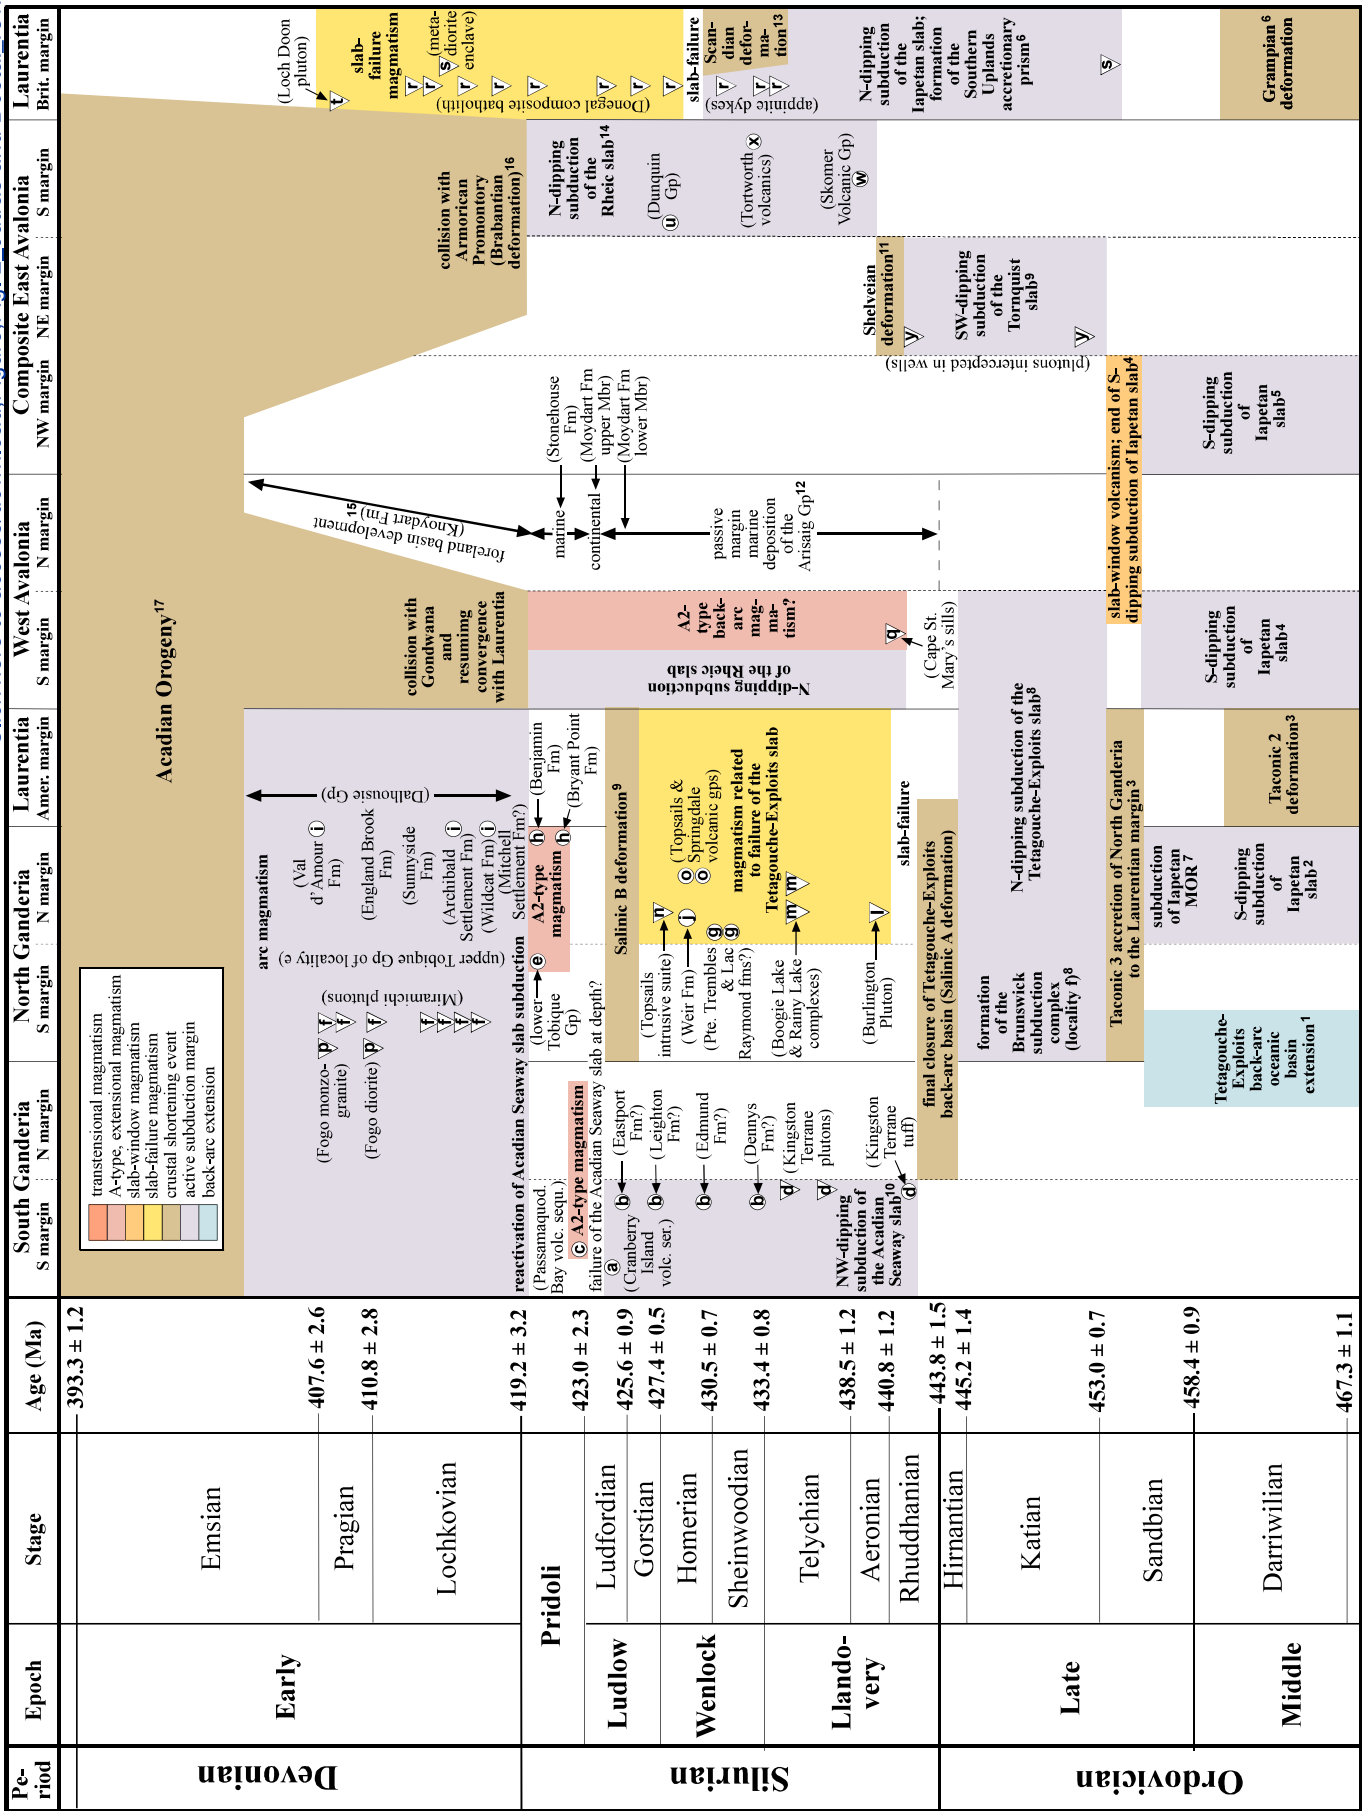 Pe-
riod
Epoch
Stage
Age (Ma)
South Ganderia
S margin
N margin
North Ganderia
S margin
N margin
Laurentia
Amer. margin
West Avalonia
S margin
N margin
Composite East Avalonia
NW margin
NE margin
S margin
Laurentia
Brit. margin
Devonian
Silurian
Ordovician
Early
Pridoli
Ludlow
Wenlock
Llando-
very
Late
Middle
Emsian
Pragian
Lochkovian
Ludfordian
Gorstian
Homerian
Sheinwoodian
Telychian
Aeronian
Rhuddhanian
Hirnantian
Katian
Sandbian
Darriwilian
393.3 ± 1.2
407.6 ± 2.6
410.8 ± 2.8
419.2 ± 3.2
423.0 ± 2.3
425.6 ± 0.9
427.4 ± 0.5
430.5 ± 0.7
433.4 ± 0.8
438.5 ± 1.2
440.8 ± 1.2
443.8 ± 1.5
445.2 ± 1.4
453.0 ± 0.7
458.4 ± 0.9
467.3 ± 1.1
transtensional magmatism
A-type, extensional magmatism
slab-window magmatism
slab-failure magmatism
crustal shortening event
active subduction margin
back-arc extension
Acadian Orogeny17
arc magmatism
(Fogo monzo-
granite)
p
f
f
(Fogo diorite)
p
f
f
f
f
f
(Miramichi plutons)
(upper Tobique Gp of locality e)
(Val
d'Amour
Fm)
i
(England Brook
Fm)
(Sunnyside
Fm)
(Archibald
Settlement Fm)
i
(Wildcat Fm)
i
(Mitchell
Settlement Fm?)
(Dalhousie Gp)
reactivation of Acadian Seaway slab subduction
(Passamaquod.
Bay volc. sequ.)
c
A2-type magmatism
failure of the Acadian Seaway slab at depth?
(lower
Tobique
Gp)
e
A2-type
magmatism
h
h
(Benjamin
Fm)
(Bryant Point
Fm)
a
(Cranberry
Island
volc. ser.)
b
(Eastport
Fm?)
b
(Leighton
Fm?)
b
(Edmund
Fm?)
b
(Dennys
Fm?)
d
d
(Kingston
Terrane
plutons)
d
(Kingston
Terrane
tuff)
NW-dipping
subduction of
the Acadian
Seaway slab10
Salinic B deformation9
(Topsails
intrusive suite)
n
(Weir Fm)
j
(Pte. Trembles
& Lac
Raymond fms?)
g
g
(Boogie Lake
& Rainy Lake
complexes)
m
m
(Burlington
Pluton)
l
o
o
(Topsails &
Springdale
volcanic gps)
magmatism related
to failure of the
Tetagouche-Exploits slab
slab-failure
final closure of Tetagouche-Exploits
back-arc basin (Salinic A deformation)
formation
of the
Brunswick
subduction
complex
(locality f)8
N-dipping subduction of the
Tetagouche-Exploits slab8
Taconic 3 accretion of North Ganderia
to the Laurentian margin3
Tetagouche-
Exploits
back-arc
oceanic
basin
extension1
subduction
of Iapetan
MOR7
S-dipping
subduction
of
Iapetan
slab2
Taconic 2
deformation3
collision with
Gondwana
and
resumimg
convergence
with Laurentia
N-dipping subduction
of the Rheic slab
A2-
type
back-
arc
mag-
ma-
tism?
q
(Cape St.
Mary's sills)
S-dipping
subduction
of
Iapetan
slab4
foreland basin development
(Knoydart Fm)15
marine
(Stonehouse
Fm)
continental
(Moydart Fm
upper Mbr)
(Moydart Fm
lower Mbr)
passive
margin
marine
deposition
of the
Arisaig Gp12
slab-window volcanism; end of S-
dipping subduction of Iapetan slab4
S-dipping
subduction
of
Iapetan
slab5
collision with
Armorican
Promontory
(Brabantian
deformation)16
Shelveian
deformation11
y
SW-dipping
subduction
of the
Tornquist
slab9
y
(plutons intercepted in wells)
N-dipping
subduction
of the
Rheic slab14
u
(Dunquin
Gp)
(Tortworth
volcanics)
x
(Skomer
Volcanic Gp)
w
(Loch Doon
pluton)
t
slab-
failure
magmatism
s
(meta-
diorite
enclave)
r
r
r
r
r
r
r
r
(Donegal composite batholith)
slab-failure
Scan-
dian
defor-
ma-
tion13
r
r
r
(appinite dykes)
N-dipping
subduction
of the
Iapetan slab;
formation
of the
Southern
Uplands
accretionary
prism6
s
Grampian6
deformation